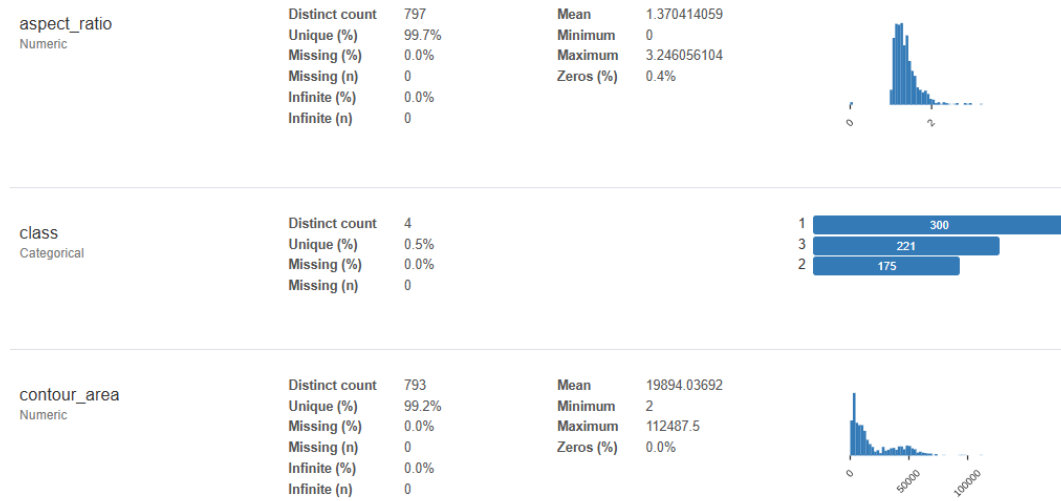 aspect_ratio
Numeric
Distinct count 797
Unique (%) 99.7%
Missing (%) 0.0%
Missing (n) 0
Infinite (%) 0.0%
Infinite (n) 0
Mean 1.370414059
Minimum 0
Maximum 3.246056104
Zeros (%) 0.4%
0 2
class
Categorical
Distinct count 4
Unique (%) 0.5%
Missing (%) 0.0%
Missing (n) 0
1 300
3 221
2 175
contour_area
Numeric
Distinct count 793
Unique (%) 99.2%
Missing (%) 0.0%
Missing (n) 0
Infinite (%) 0.0%
Infinite (n) 0
Mean 19894.03692
Minimum 2
Maximum 112487.5
Zeros (%) 0.0%
0 50000 100000